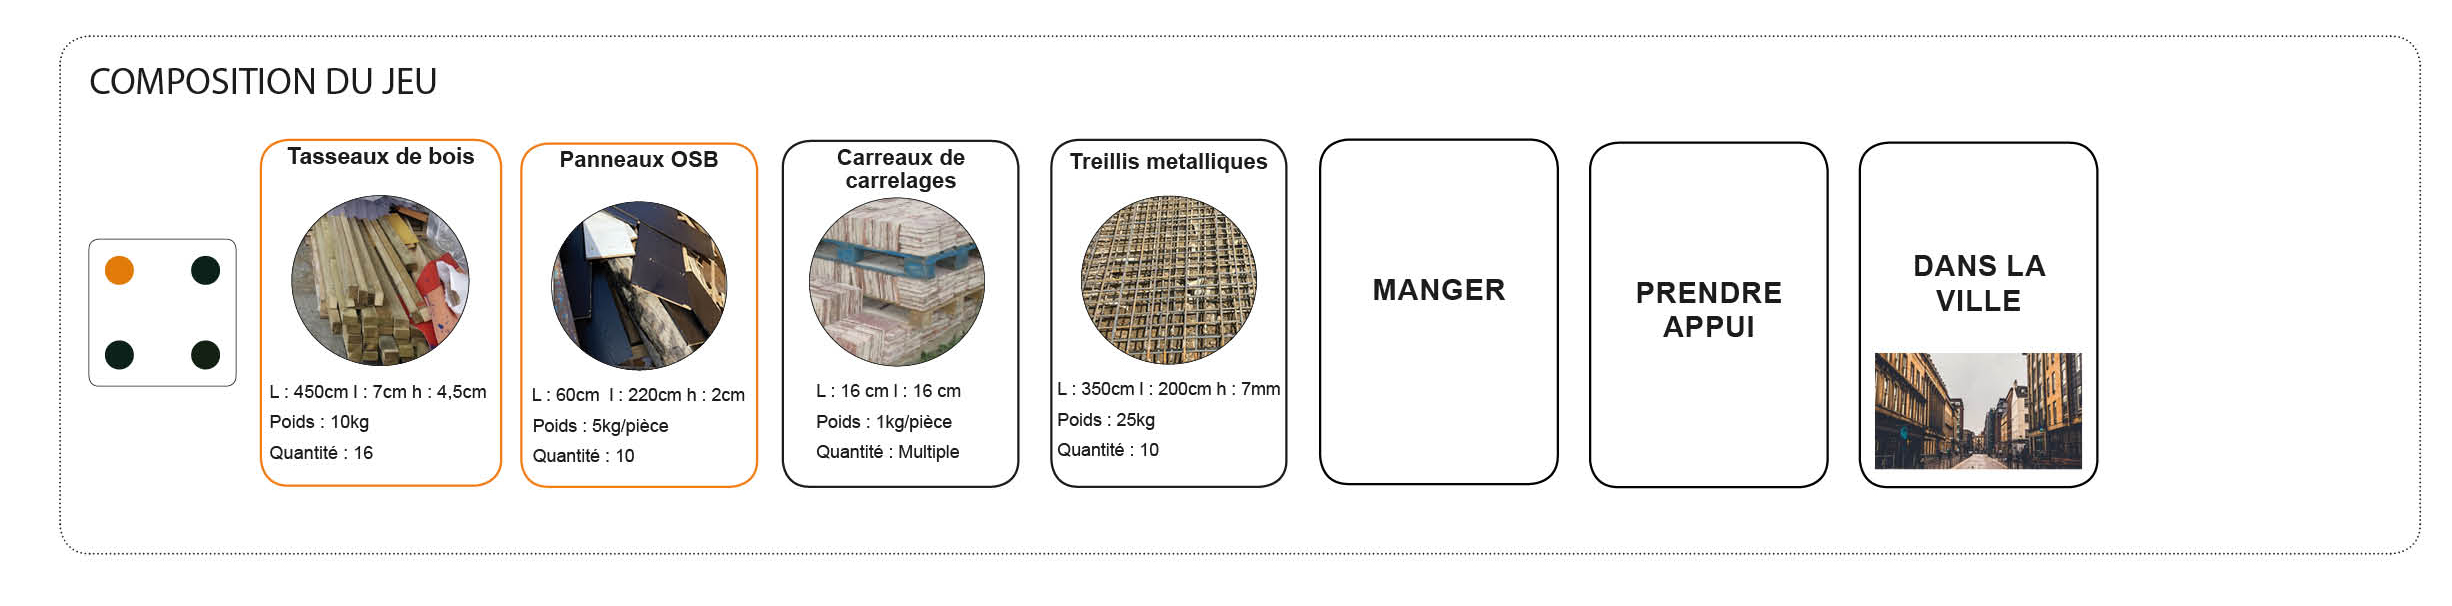 COMPOSITION DU JEU
Tasseaux de bois
L : 450cm l : 7cm h : 4,5cm
Poids : 10kg
Quantité : 16
Panneaux OSB
L : 60cm l : 220cm h : 2cm
Poids : 5kg/pièce
Quantité : 10
Carreaux de
carrelages
L : 16 cm l : 16 cm
Poids : 1kg/pièce
Quantité : Multiple
Treillis metalliques
L : 350cm l : 200cm h : 7mm
Poids : 25kg
Quantité : 10
MANGER
PRENDRE
APPUI
DANS LA
VILLE